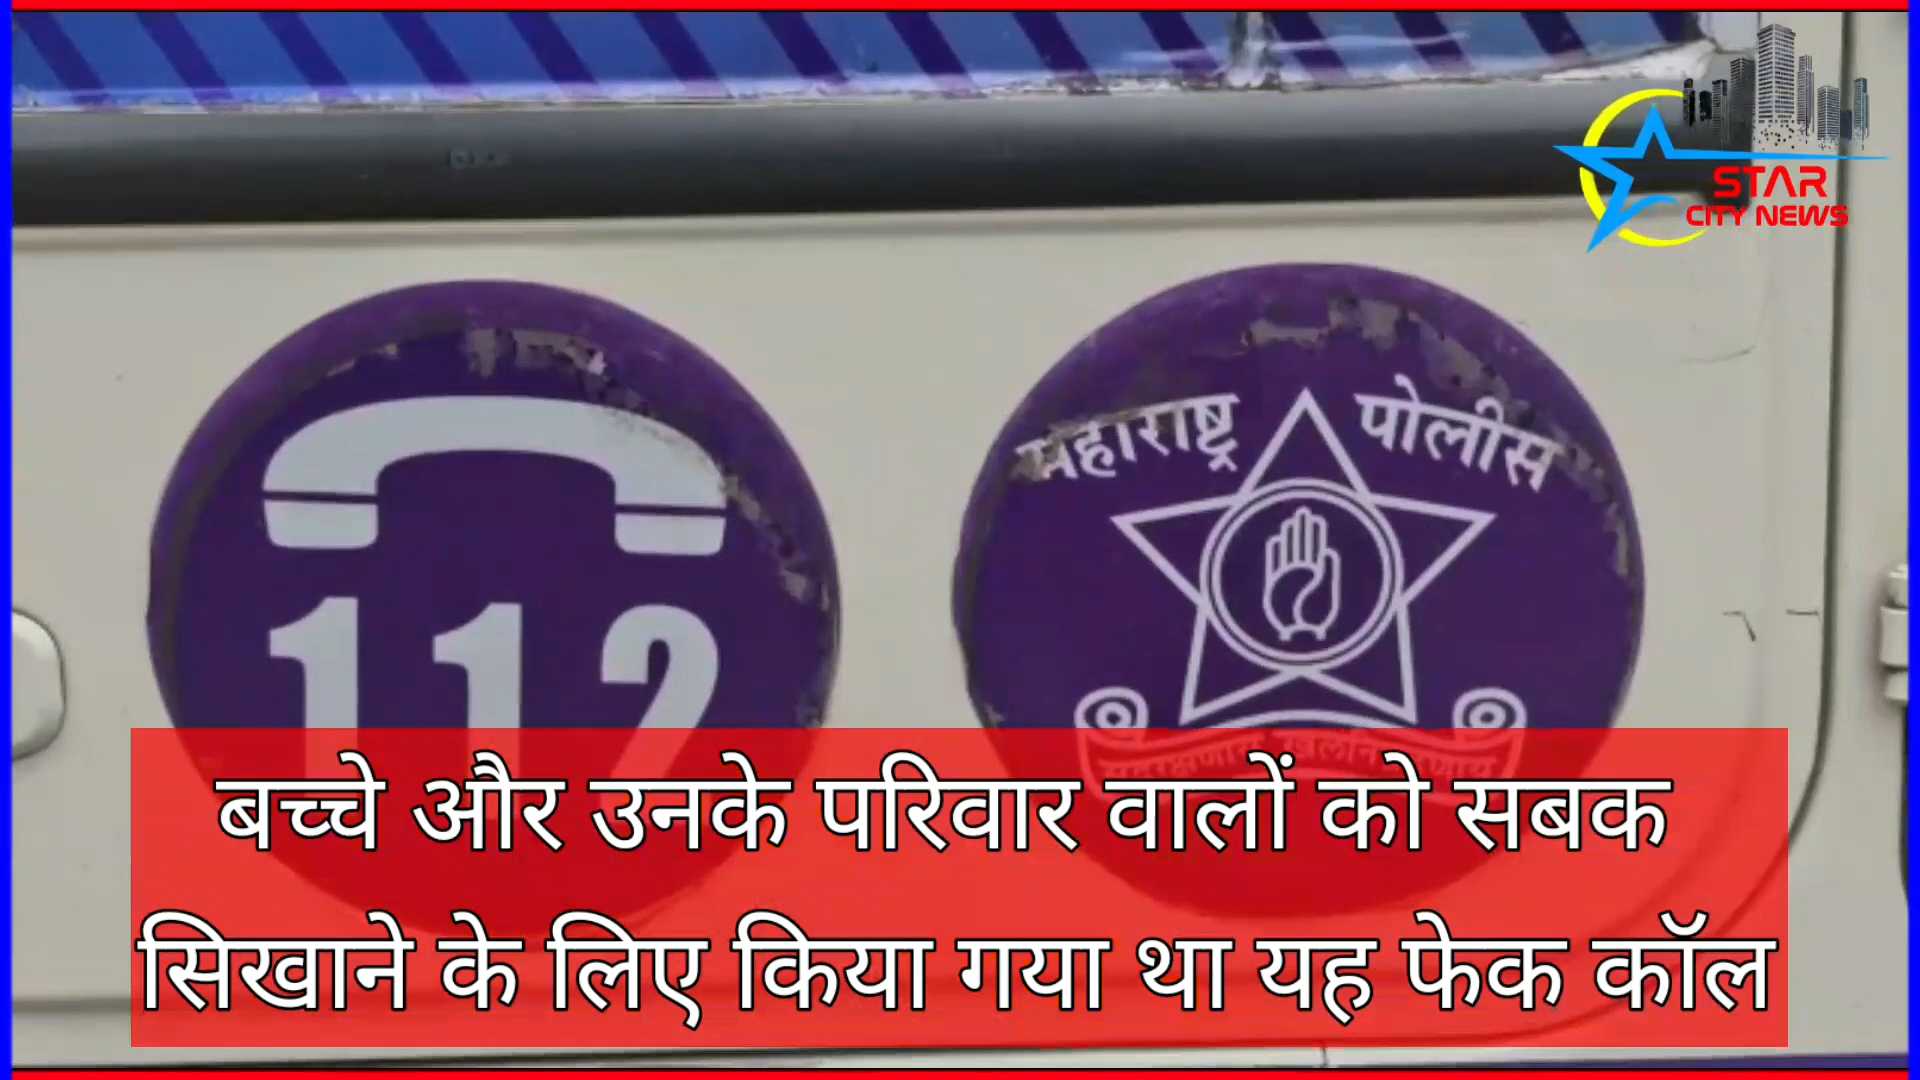 STAR
CITY NEWS
महाराष्ट्र पोलीस
112
बच्चे और उनके परिवार वालों को सबक
सिखाने के लिए किया गया था यह फेक कॉल